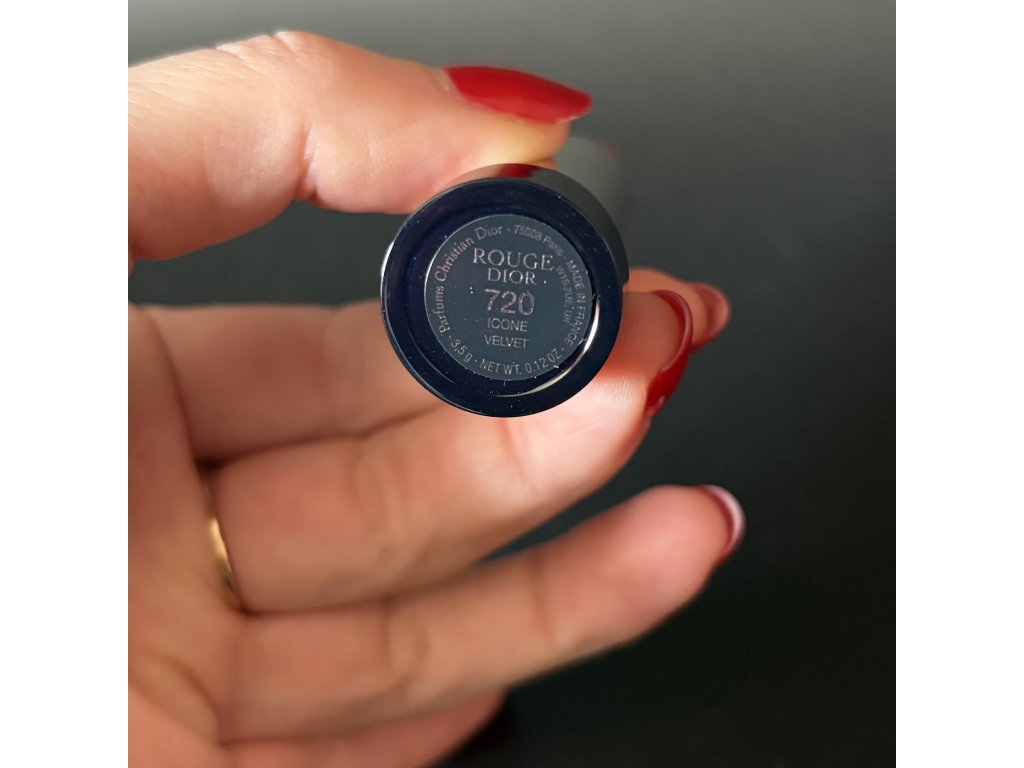 Parfums Christian Dior - 75008 Paris - MADE IN FRANCE - 3,5 g - NET WT. 0.12 OZ -
ROUGE
DIOR
720
ICONE
VELVET